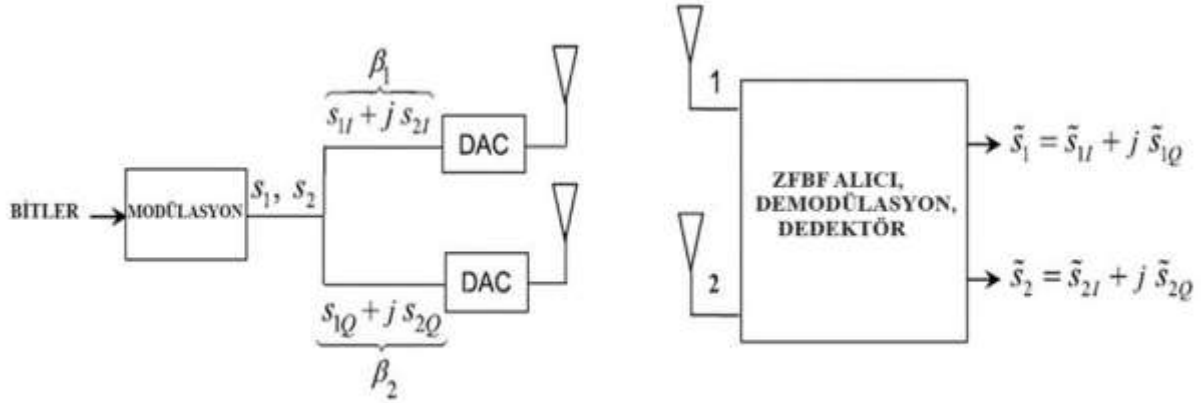 β₁
s₁I + j s₂I
DAC
BİTLER
MODÜLASYON
s₁, s₂
DAC
s₁Q + j s₂Q
β₂
1
2
ZFBF ALICI,
DEMODÜLASYON,
DEDEKTÖR
s̃₁ = s̃₁I + j s̃₁Q
s̃₂ = s̃₂I + j s̃₂Q